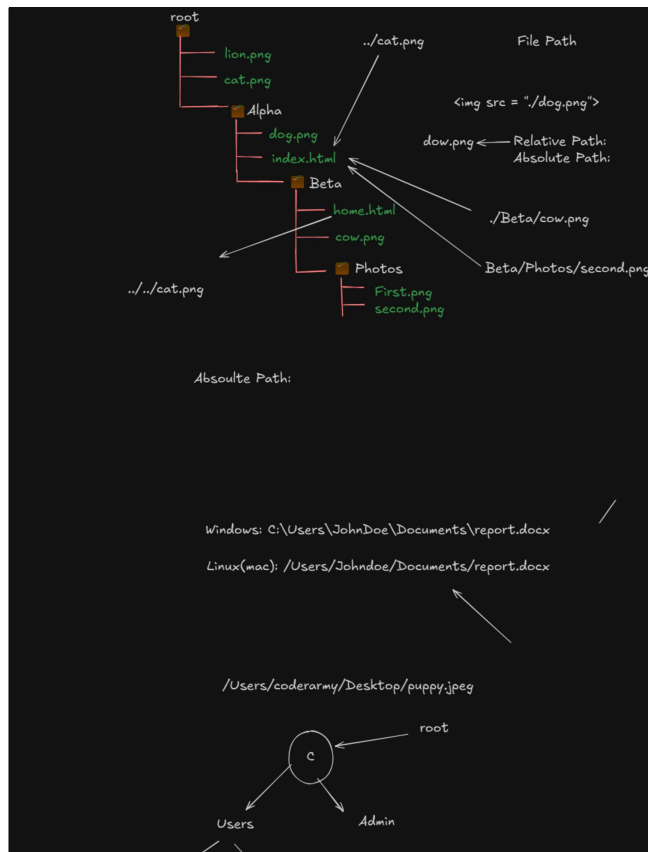 root
../cat.png
File Path
lion.png
cat.png
<img src = "./dog.png">
Alpha
dog.png
dow.png
Relative Path:
index.html
Absolute Path:
Beta
home.html
./Beta/cow.png
cow.png
Photos
Beta/Photos/second.png
../../cat.png
First.png
second.png
Absoulte Path:
Windows: C:\Users\JohnDoe\Documents\report.docx
Linux(mac): /Users/Johndoe/Documents/report.docx
/Users/coderarmy/Desktop/puppy.jpeg
root
C
Users
Admin